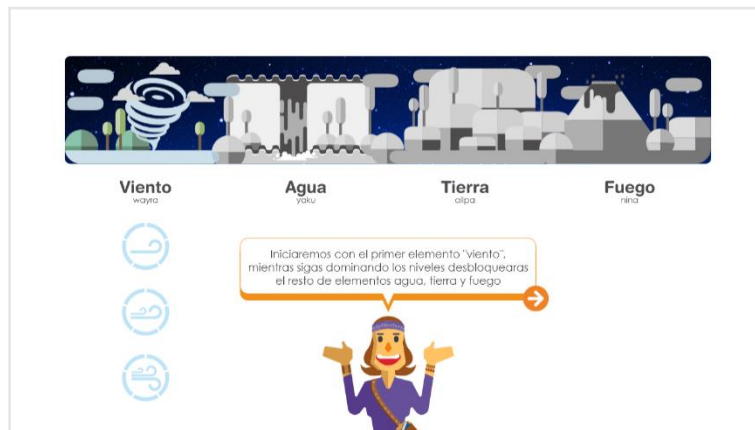 Viento
wayra
Agua
yaku
Tierra
allpa
Fuego
nina
Iniciaremos con el primer elemento "viento",
mientras sigas dominando los niveles desbloquearas
el resto de elementos agua, tierra y fuego